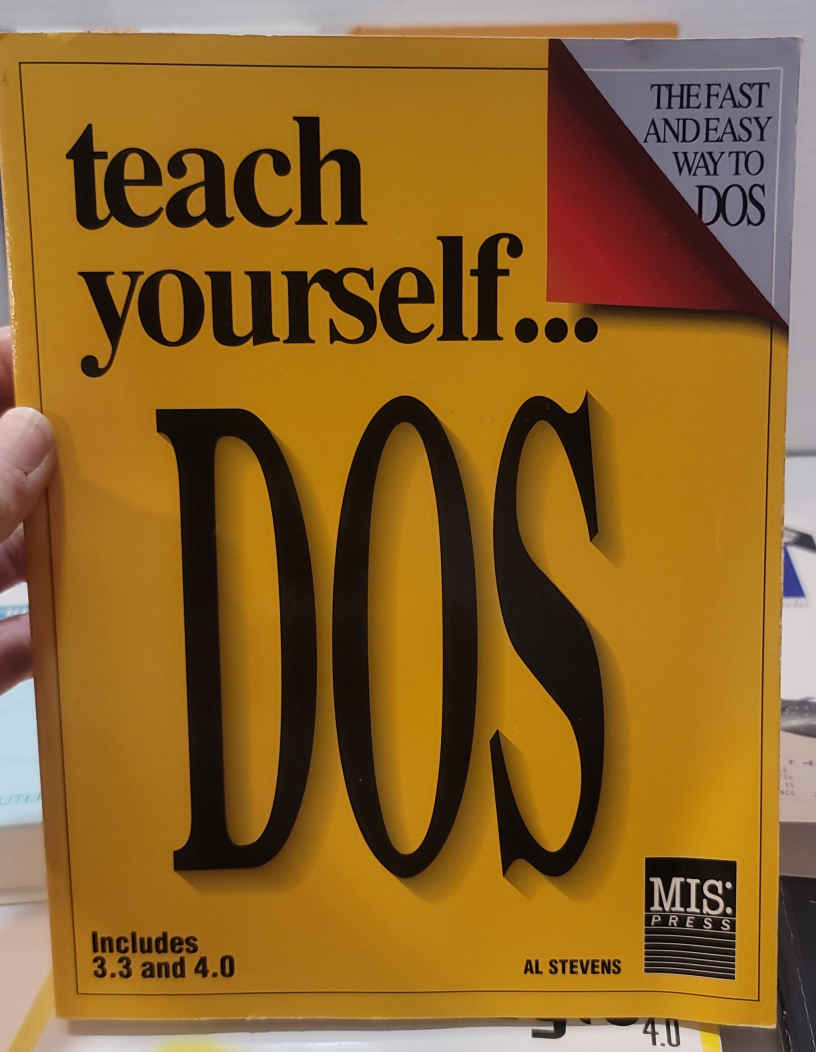 THE FAST
AND EASY
WAY TO
DOS
teach
yourself...
DOS
Includes
3.3 and 4.0
AL STEVENS
MIS:
PRESS
4.0